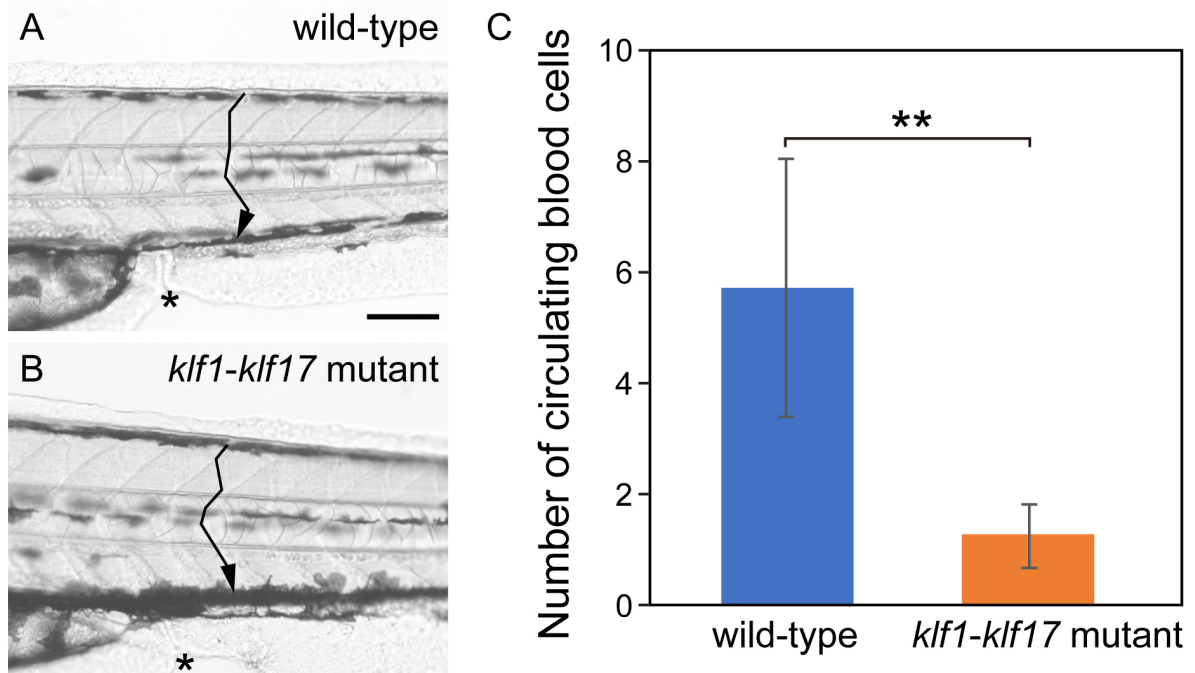 A
wild-type
*
B
klf1-klf17 mutant
*
C
Number of circulating blood cells
10
8
6
4
2
0
**
wild-type
klf1-klf17 mutant